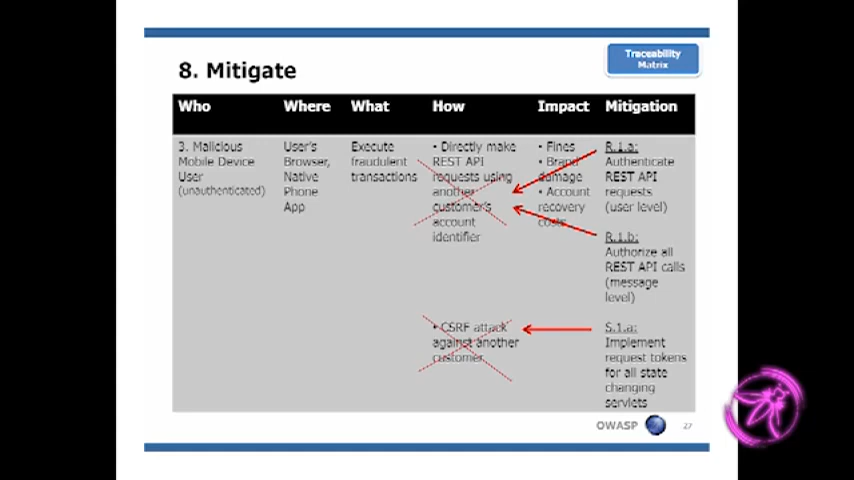 Traceability
Matrix
8. Mitigate
Who
Where
What
How
Impact
Mitigation
3. Malicious
Mobile Device
User
(unauthenticated)
User's
Browser,
Native
Phone
App
Execute
fraudulent
transactions
• Directly make
REST API
requests using
another
customer's
account
identifier
• CSRF attack
against another
customer
• Fines
• Brand
damage
• Account
recovery
costs
R.1.a:
Authenticate
REST API
requests
(user level)
R.1.b:
Authorize all
REST API calls
(message
level)
S.1.a:
Implement
request tokens
for all state
changing
servlets
OWASP
27